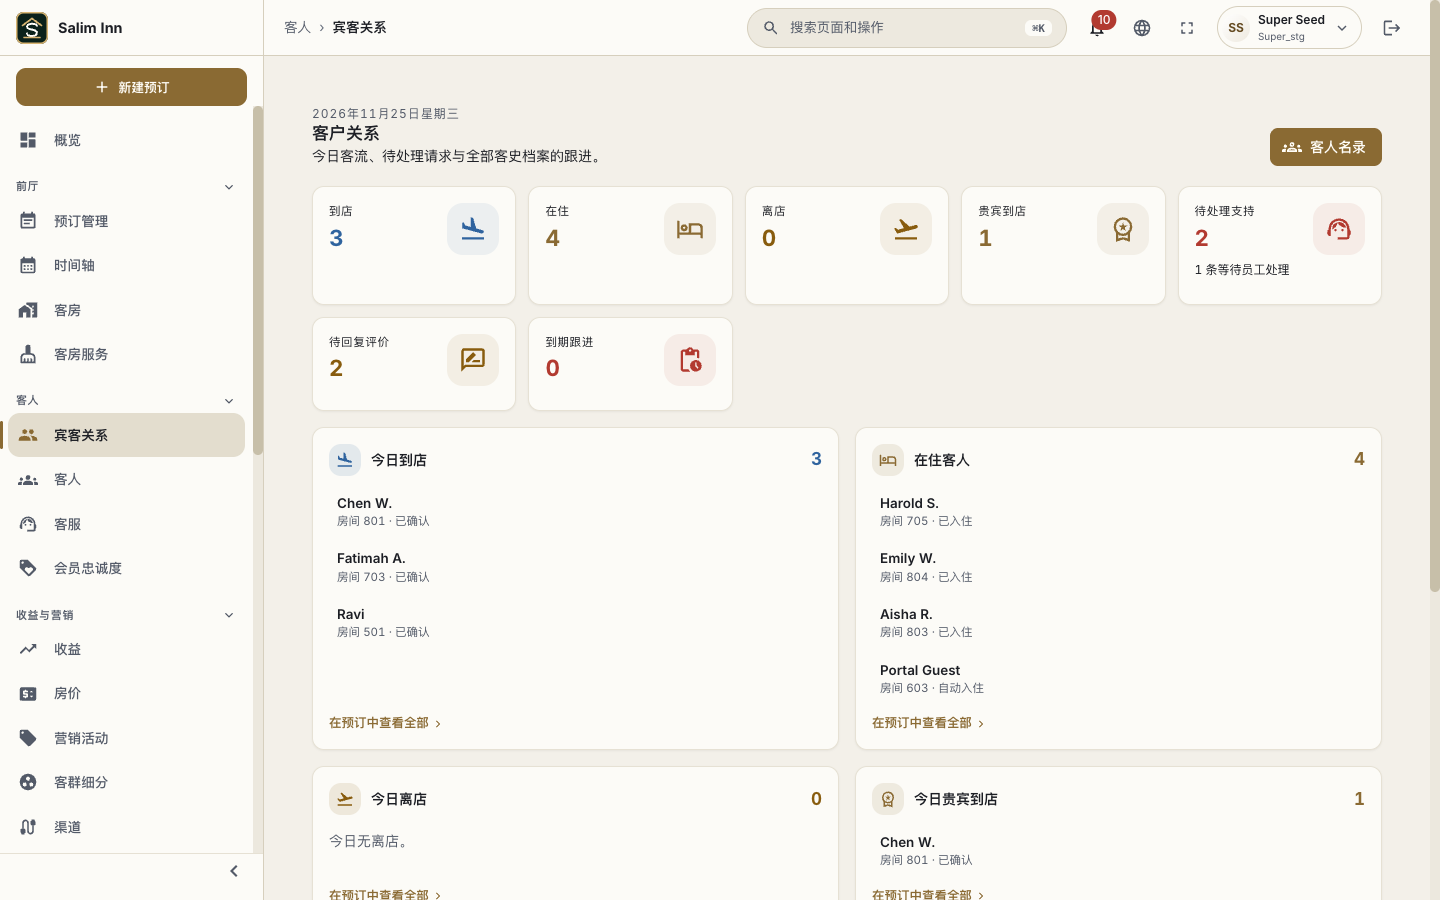 Salim Inn
客人 › 宾客关系
搜索页面和操作
⌘K
10
SS
Super Seed
Super_stg
新建预订
概览
前厅
预订管理
时间轴
客房
客房服务
客人
宾客关系
客人
客服
会员忠诚度
收益与营销
收益
房价
营销活动
客群细分
渠道
2026年11月25日星期三
客户关系
今日客流、待处理请求与全部客史档案的跟进。
客人名录
到店
3
在住
4
离店
0
贵宾到店
1
待处理支持
2
1 条等待员工处理
待回复评价
2
到期跟进
0
今日到店
3
Chen W.
房间 801 · 已确认
Fatimah A.
房间 703 · 已确认
Ravi
房间 501 · 已确认
在预订中查看全部 ›
在住客人
4
Harold S.
房间 705 · 已入住
Emily W.
房间 804 · 已入住
Aisha R.
房间 803 · 已入住
Portal Guest
房间 603 · 自动入住
在预订中查看全部 ›
今日离店
0
今日无离店。
在预订中查看全部 ›
今日贵宾到店
1
Chen W.
房间 801 · 已确认
在预订中查看全部 ›